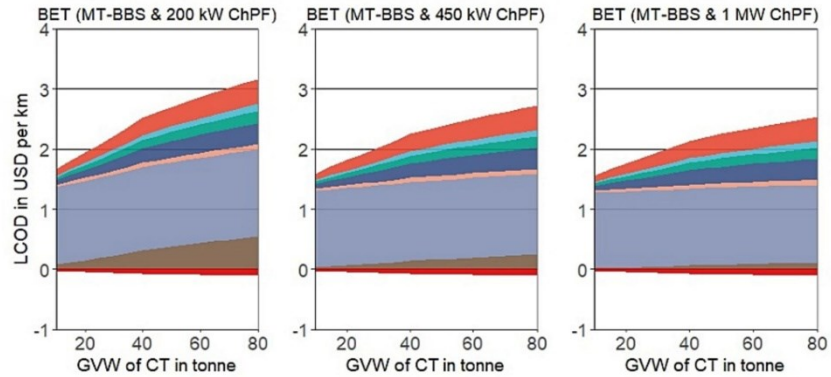 BET (MT-BBS & 200 kW ChPF) BET (MT-BBS & 450 kW ChPF) BET (MT-BBS & 1 MW ChPF)
4 4 4
3 3 3
2 2 2
1 1 1
0 0 0
-1 -1 -1
LCOD in USD per km
20 40 60 80 20 40 60 80 20 40 60 80
GVW of CT in tonne GVW of CT in tonne GVW of CT in tonne